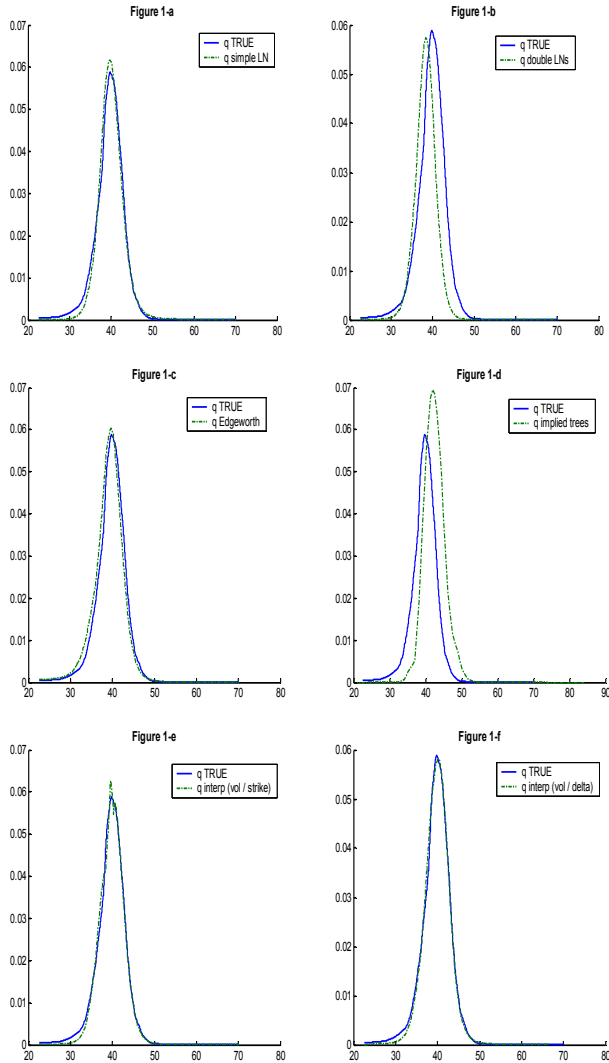 Figure 1-a
q TRUE
q simple LN
0.07
0.06
0.05
0.04
0.03
0.02
0.01
0
20 30 40 50 60 70 80
Figure 1-b
q TRUE
q double LNs
0.06
0.05
0.04
0.03
0.02
0.01
0
20 30 40 50 60 70 80
Figure 1-c
q TRUE
q Edgeworth
0.07
0.06
0.05
0.04
0.03
0.02
0.01
0
20 30 40 50 60 70 80
Figure 1-d
q TRUE
q implied trees
0.07
0.06
0.05
0.04
0.03
0.02
0.01
0
20 30 40 50 60 70 80 90
Figure 1-e
q TRUE
q interp (vol / strike)
0.07
0.06
0.05
0.04
0.03
0.02
0.01
0
20 30 40 50 60 70 80
Figure 1-f
q TRUE
q interp (vol / delta)
0.06
0.05
0.04
0.03
0.02
0.01
0
20 30 40 50 60 70 80